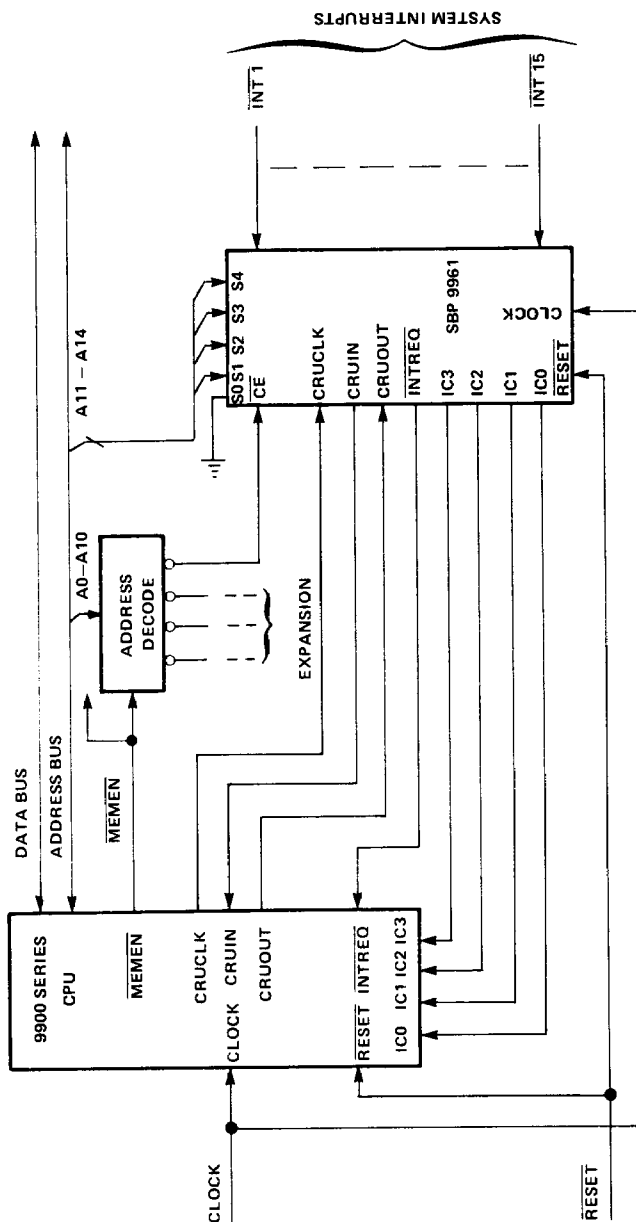 DATA BUS
ADDRESS BUS
A11 – A14
SYSTEM INTERRUPTS
9900 SERIES
CPU
MEMEN
MEMEN
A0–A10
ADDRESS
DECODE
EXPANSION
S0 S1 S2 S3 S4
CE
INT 1
CRUCLK
CRUCLK
CLOCK
CRUIN
CRUIN
CRUOUT
CRUOUT
SBP 9961
RESET
INTREQ
INTREQ
IC0 IC1 IC2 IC3
IC3
IC2
IC1
IC0
CLOCK
RESET
INT 15
CLOCK
RESET